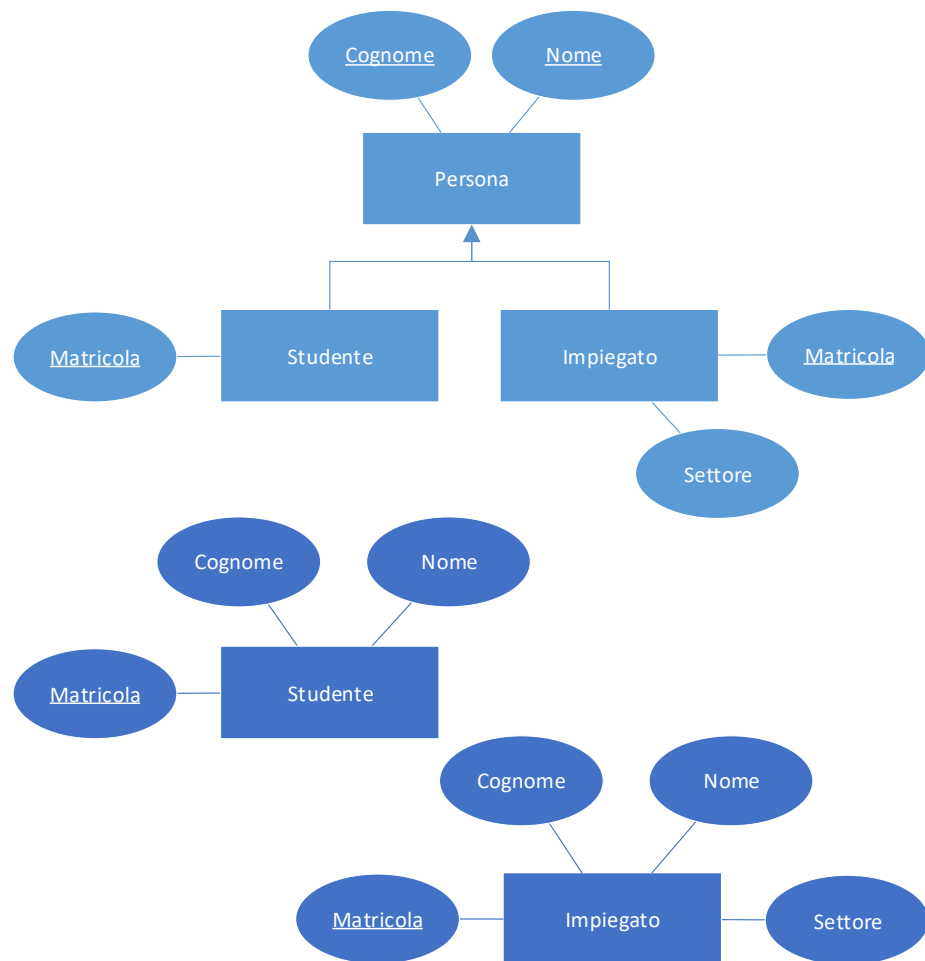 Cognome
Nome
Persona
Matricola
Studente
Impiegato
Matricola
Settore
Cognome
Nome
Matricola
Studente
Cognome
Nome
Matricola
Impiegato
Settore